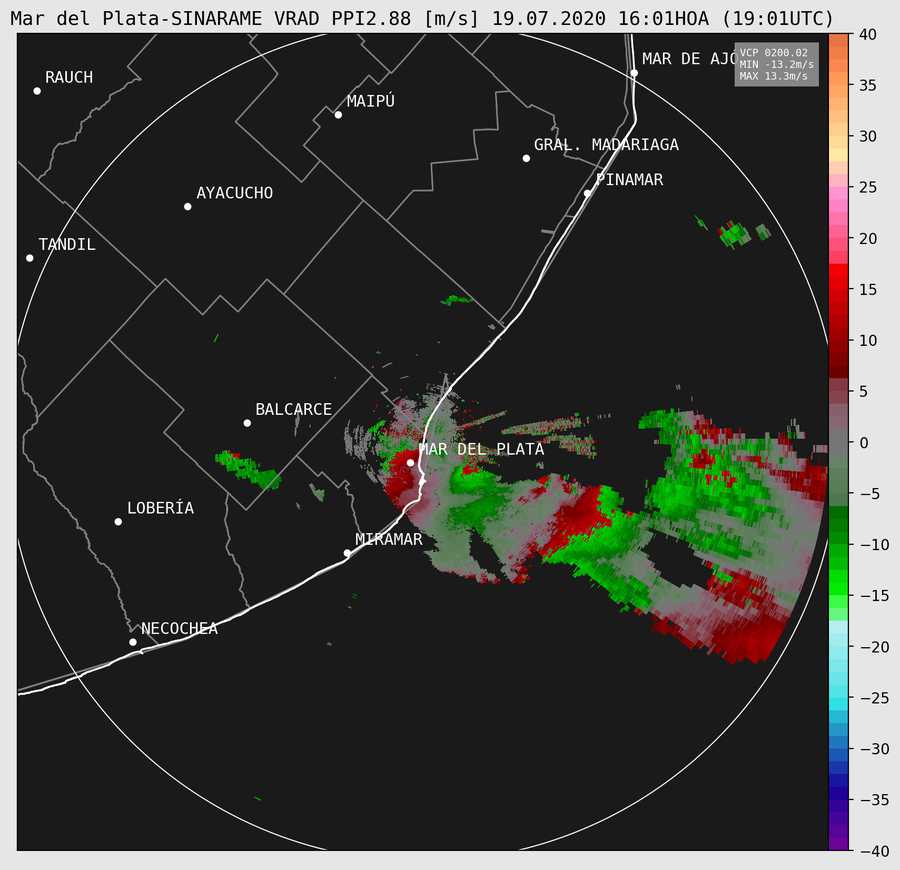 Mar del Plata-SINARAME VRAD PPI2.88 [m/s] 19.07.2020 16:01HOA (19:01UTC)
VCP 0200.02
MIN -13.2m/s
MAX 13.3m/s
MAR DE AJÓ
RAUCH
MAIPÚ
GRAL. MADARIAGA
PINAMAR
AYACUCHO
TANDIL
BALCARCE
MAR DEL PLATA
LOBERÍA
MIRAMAR
NECOCHEA
40
35
30
25
20
15
10
5
0
−5
−10
−15
−20
−25
−30
−35
−40